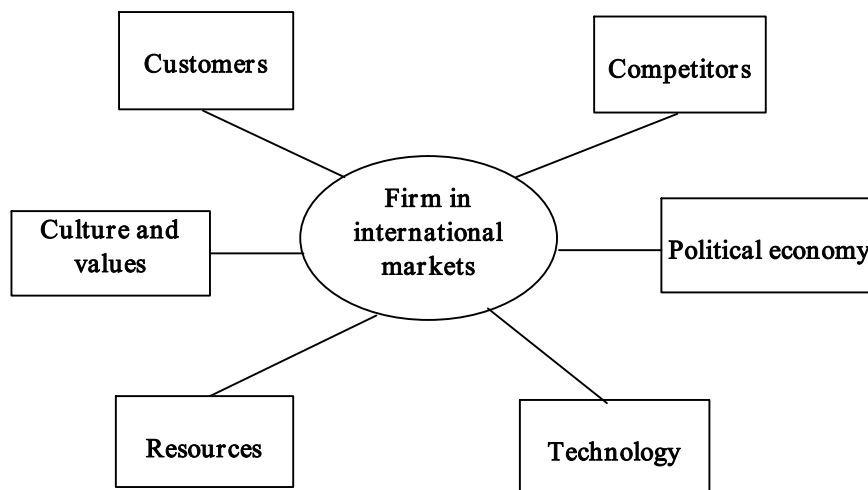 Customers
Competitors
Firm in
international
markets
Culture and
values
Political economy
Resources
Technology